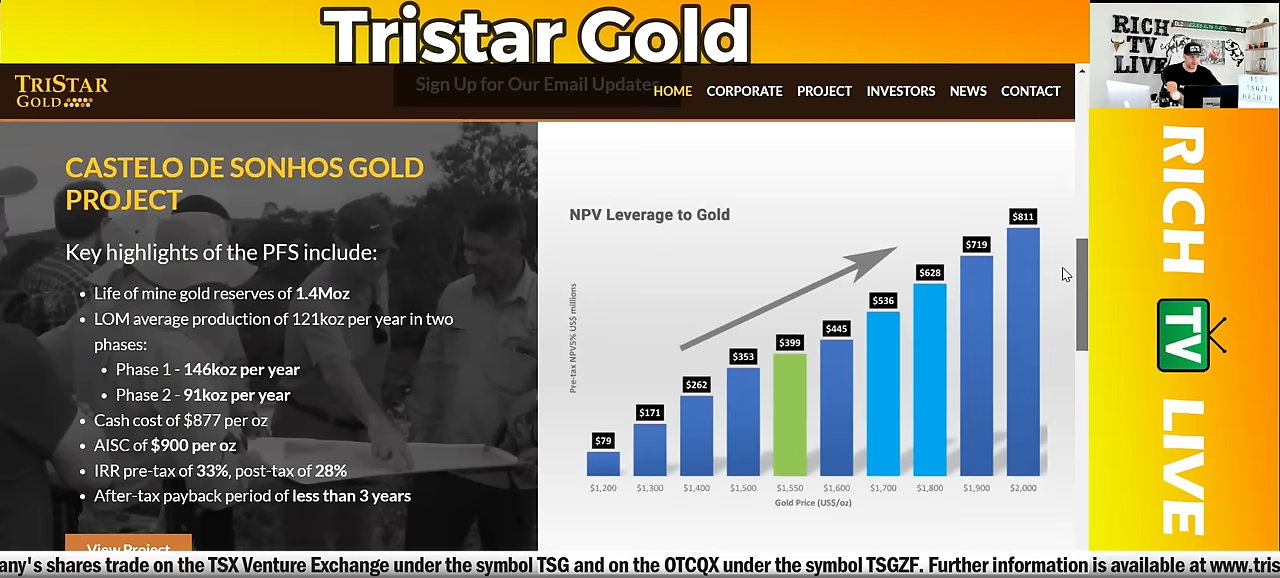 Tristar Gold
TRISTAR
GOLD
Sign Up for Our Email Updates
HOME
CORPORATE
PROJECT
INVESTORS
NEWS
CONTACT
RICH
TV
LIVE
CASTELO DE SONHOS GOLD
PROJECT
Key highlights of the PFS include:
• Life of mine gold reserves of 1.4Moz
• LOM average production of 121koz per year in two
phases:
• Phase 1 - 146koz per year
• Phase 2 - 91koz per year
• Cash cost of $877 per oz
• AISC of $900 per oz
• IRR pre-tax of 33%, post-tax of 28%
• After-tax payback period of less than 3 years
View Project
NPV Leverage to Gold
Pre-tax NPV5% US$ millions
$79
$171
$262
$353
$399
$445
$536
$628
$719
$811
$1,200
$1,300
$1,400
$1,500
$1,550
$1,600
$1,700
$1,800
$1,900
$2,000
Gold Price (US$/oz)
RICH
TV
LIVE
any's shares trade on the TSX Venture Exchange under the symbol TSG and on the OTCQX under the symbol TSGZF. Further information is available at www.tris